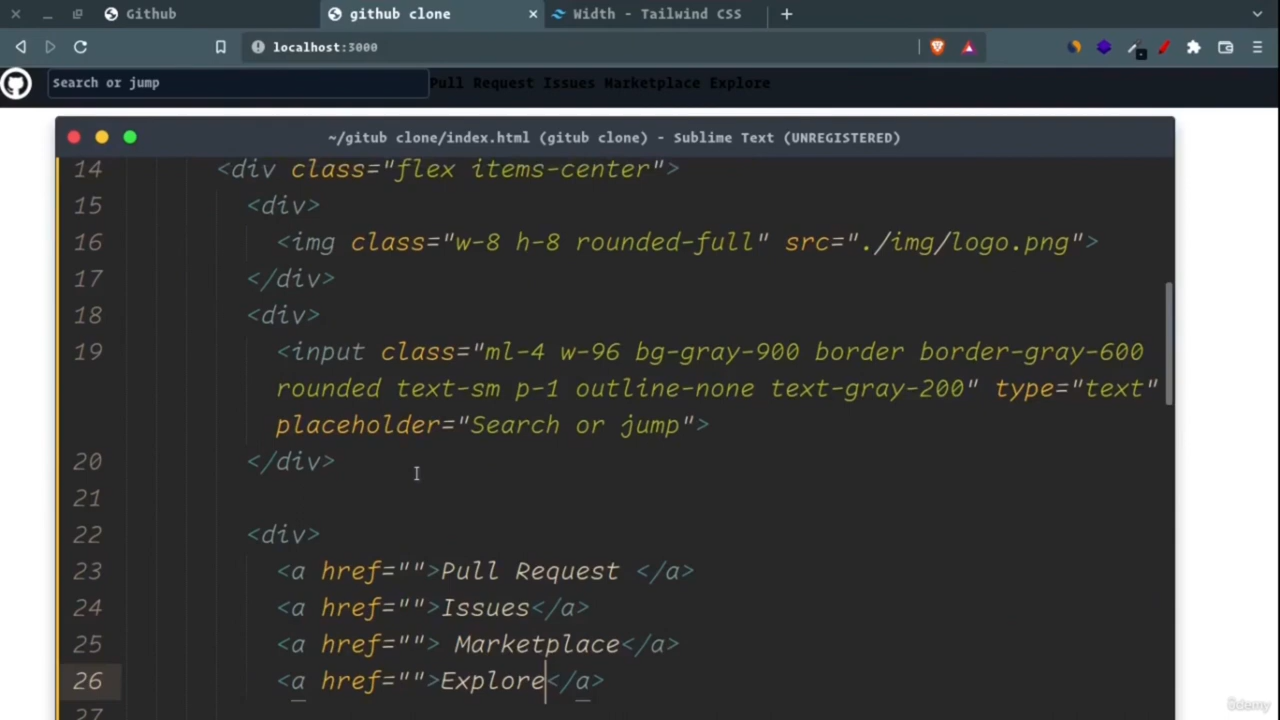 Github
github clone
Width - Tailwind CSS
localhost:3000
search or jump
Pull Request Issues Marketplace Explore
~/gitub clone/index.html (gitub clone) - Sublime Text (UNREGISTERED)
14 <div class="flex items-center">
15 <div>
16 <img class="w-8 h-8 rounded-full" src="./img/logo.png">
17 </div>
18 <div>
19 <input class="ml-4 w-96 bg-gray-900 border border-gray-600
rounded text-sm p-1 outline-none text-gray-200" type="text"
placeholder="Search or jump">
20 </div>
21
22 <div>
23 <a href="">Pull Request </a>
24 <a href="">Issues</a>
25 <a href=""> Marketplace</a>
26 <a href="">Explore</a>
27
ûdemy